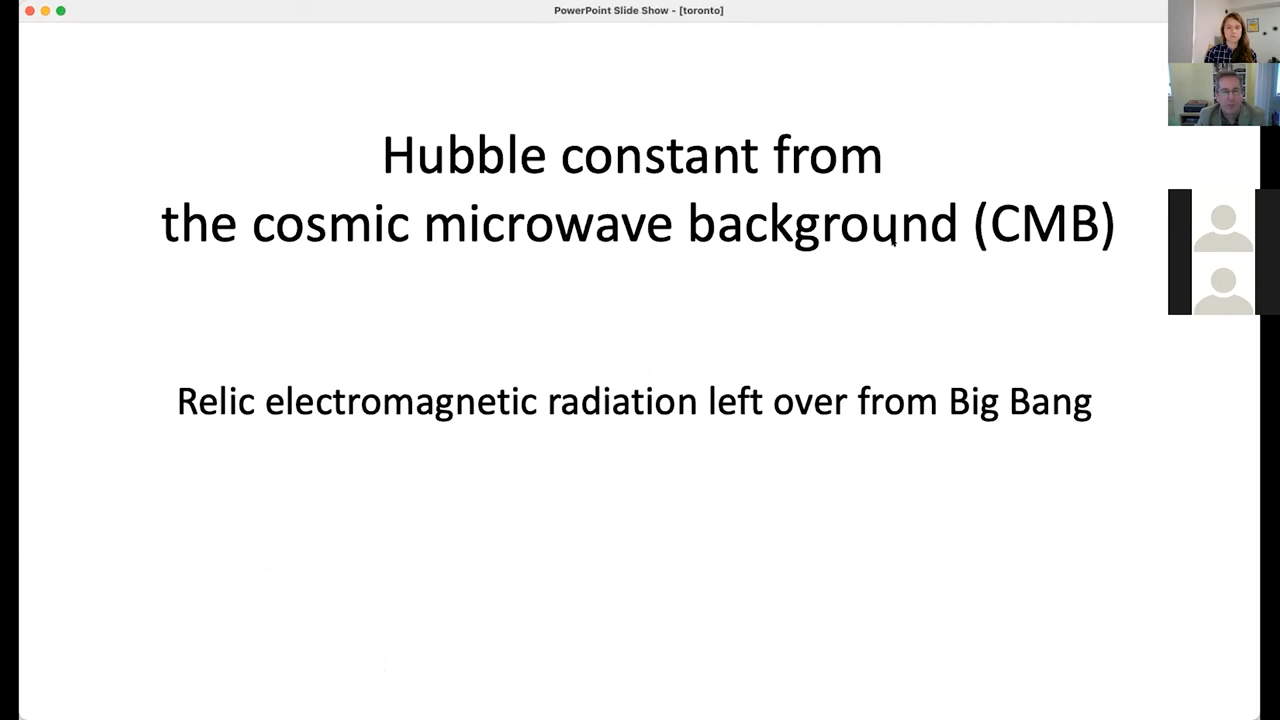 PowerPoint Slide Show - [toronto]
Hubble constant from
the cosmic microwave background (CMB)
Relic electromagnetic radiation left over from Big Bang